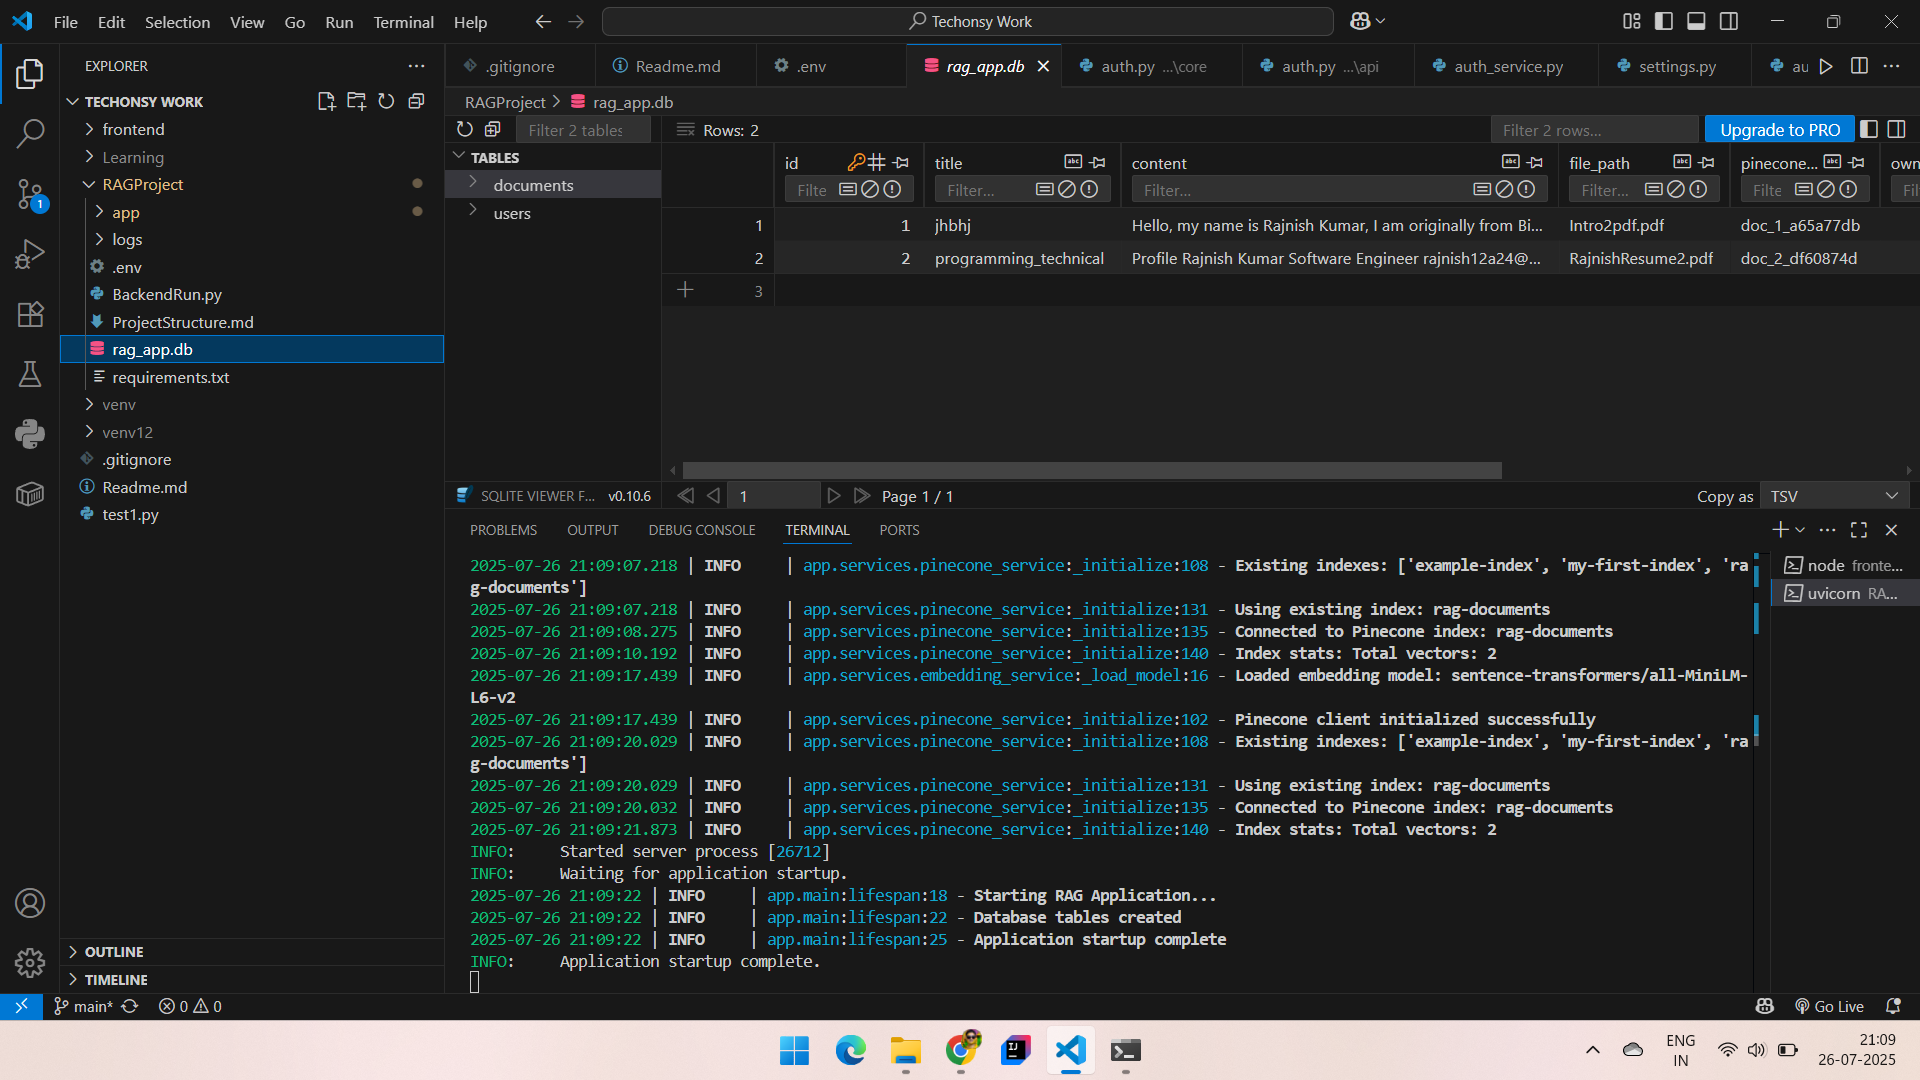 File Edit Selection View Go Run Terminal Help
Techonsy Work
EXPLORER
TECHONSY WORK
frontend
Learning
RAGProject
app
logs
.env
BackendRun.py
ProjectStructure.md
rag_app.db
requirements.txt
venv
venv12
.gitignore
Readme.md
test1.py
OUTLINE
TIMELINE
1
.gitignore Readme.md .env rag_app.db auth.py ...\core auth.py ...\api auth_service.py settings.py au
RAGProject > rag_app.db
Filter 2 tables Rows: 2 Filter 2 rows... Upgrade to PRO
TABLES
documents
users
id title content file_path pinecone... own
Filte Filter... Filter... Filter... Filte Fil
1 1 jhbhj Hello, my name is Rajnish Kumar, I am originally from Bi... Intro2pdf.pdf doc_1_a65a77db
2 2 programming_technical Profile Rajnish Kumar Software Engineer rajnish12a24@... RajnishResume2.pdf doc_2_df60874d
3
SQLITE VIEWER F... v0.10.6 1 Page 1 / 1 Copy as TSV
PROBLEMS OUTPUT DEBUG CONSOLE TERMINAL PORTS
node fronte...
uvicorn RA...
2025-07-26 21:09:07.218 | INFO | app.services.pinecone_service:_initialize:108 - Existing indexes: ['example-index', 'my-first-index', 'ra
g-documents']
2025-07-26 21:09:07.218 | INFO | app.services.pinecone_service:_initialize:131 - Using existing index: rag-documents
2025-07-26 21:09:08.275 | INFO | app.services.pinecone_service:_initialize:135 - Connected to Pinecone index: rag-documents
2025-07-26 21:09:10.192 | INFO | app.services.pinecone_service:_initialize:140 - Index stats: Total vectors: 2
2025-07-26 21:09:17.439 | INFO | app.services.embedding_service:_load_model:16 - Loaded embedding model: sentence-transformers/all-MiniLM-
L6-v2
2025-07-26 21:09:17.439 | INFO | app.services.pinecone_service:_initialize:102 - Pinecone client initialized successfully
2025-07-26 21:09:20.029 | INFO | app.services.pinecone_service:_initialize:108 - Existing indexes: ['example-index', 'my-first-index', 'ra
g-documents']
2025-07-26 21:09:20.029 | INFO | app.services.pinecone_service:_initialize:131 - Using existing index: rag-documents
2025-07-26 21:09:20.032 | INFO | app.services.pinecone_service:_initialize:135 - Connected to Pinecone index: rag-documents
2025-07-26 21:09:21.873 | INFO | app.services.pinecone_service:_initialize:140 - Index stats: Total vectors: 2
INFO: Started server process [26712]
INFO: Waiting for application startup.
2025-07-26 21:09:22 | INFO | app.main:lifespan:18 - Starting RAG Application...
2025-07-26 21:09:22 | INFO | app.main:lifespan:22 - Database tables created
2025-07-26 21:09:22 | INFO | app.main:lifespan:25 - Application startup complete
INFO: Application startup complete.
main* 0 0 Go Live
ENG
IN
21:09
26-07-2025